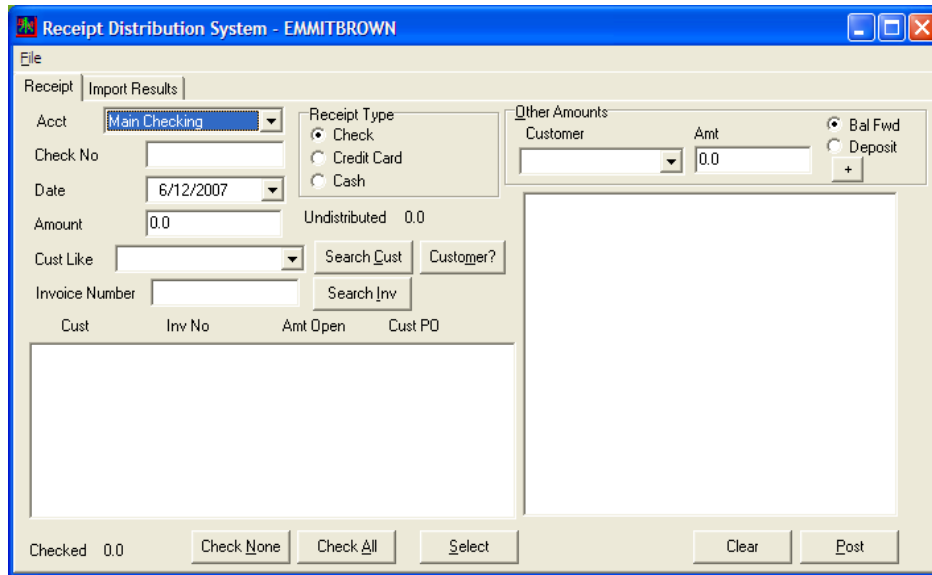 Receipt Distribution System - EMMITBROWN
File
Receipt Import Results
Acct Main Checking
Check No
Date 6/12/2007
Amount 0.0
Receipt Type
Check
Credit Card
Cash
Undistributed 0.0
Other Amounts
Customer Amt
0.0
Bal Fwd
Deposit
+
Cust Like Search Cust Customer?
Invoice Number Search Inv
Cust Inv No Amt Open Cust PO
Checked 0.0 Check None Check All Select Clear Post